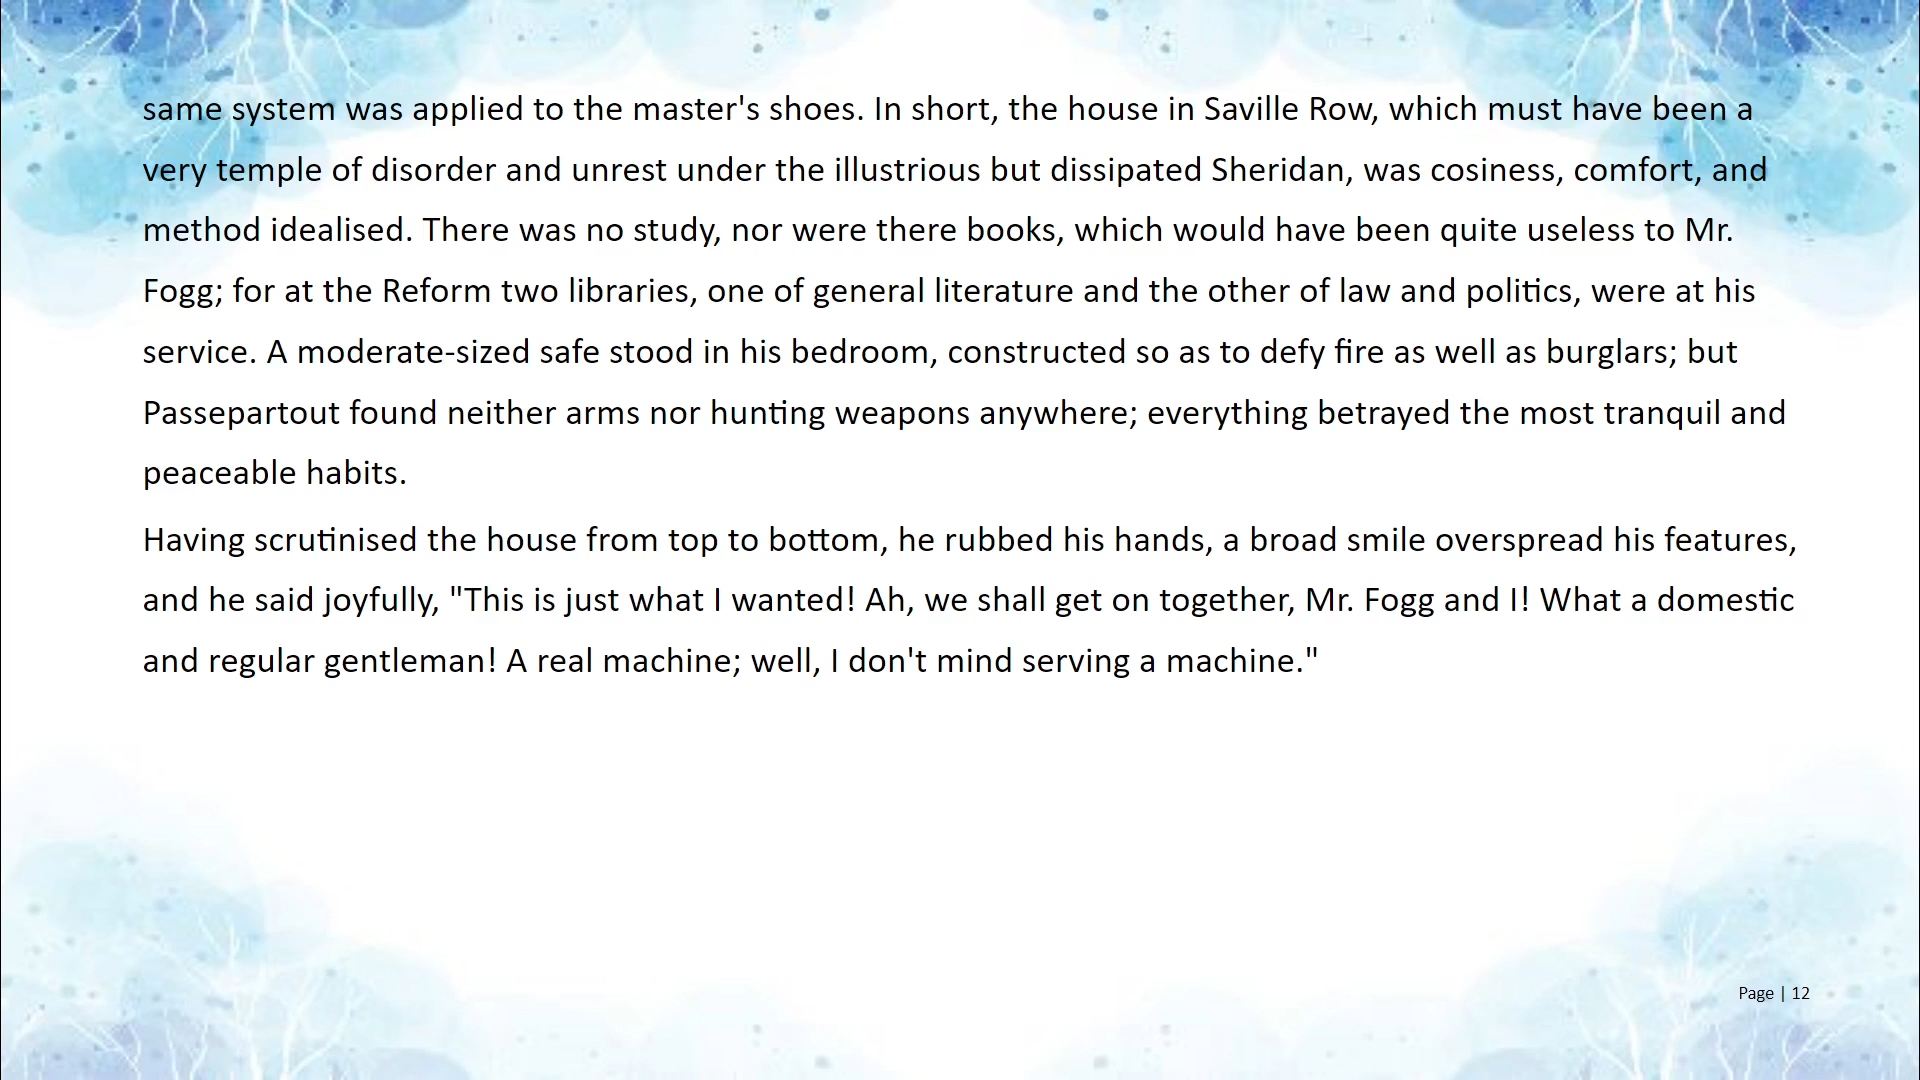 same system was applied to the master's shoes. In short, the house in Saville Row, which must have been a
very temple of disorder and unrest under the illustrious but dissipated Sheridan, was cosiness, comfort, and
method idealised. There was no study, nor were there books, which would have been quite useless to Mr.
Fogg; for at the Reform two libraries, one of general literature and the other of law and politics, were at his
service. A moderate-sized safe stood in his bedroom, constructed so as to defy fire as well as burglars; but
Passepartout found neither arms nor hunting weapons anywhere; everything betrayed the most tranquil and
peaceable habits.
Having scrutinised the house from top to bottom, he rubbed his hands, a broad smile overspread his features,
and he said joyfully, "This is just what I wanted! Ah, we shall get on together, Mr. Fogg and I! What a domestic
and regular gentleman! A real machine; well, I don't mind serving a machine."
Page | 12